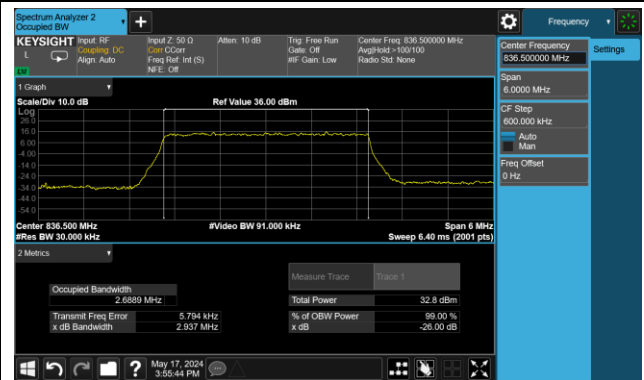 Spectrum Analyzer 2
Occupied BW
Frequency
KEYSIGHT
L
Input: RF
Coupling: DC
Align: Auto
Input Z: 50 Ω
Corr CCorr
Freq Ref: Int (S)
NFE: Off
Atten: 10 dB
Trig: Free Run
Gate: Off
#IF Gain: Low
Center Freq: 836.500000 MHz
Avg|Hold:>100/100
Radio Std: None
LXI
Center Frequency
836.500000 MHz
Settings
Span
6.0000 MHz
CF Step
600.000 kHz
Auto
Man
Freq Offset
0 Hz
1 Graph
Scale/Div 10.0 dB
Ref Value 36.00 dBm
Log
26.0
16.0
6.00
-4.00
-14.0
-24.0
-34.0
-44.0
-54.0
Center 836.500 MHz
#Video BW 91.000 kHz
Span 6 MHz
#Res BW 30.000 kHz
Sweep 6.40 ms (2001 pts)
2 Metrics
Measure Trace
Trace 1
Occupied Bandwidth
2.6889 MHz
Total Power
32.8 dBm
Transmit Freq Error
5.794 kHz
% of OBW Power
99.00 %
x dB Bandwidth
2.937 MHz
x dB
-26.00 dB
?
May 17, 2024
3:55:44 PM